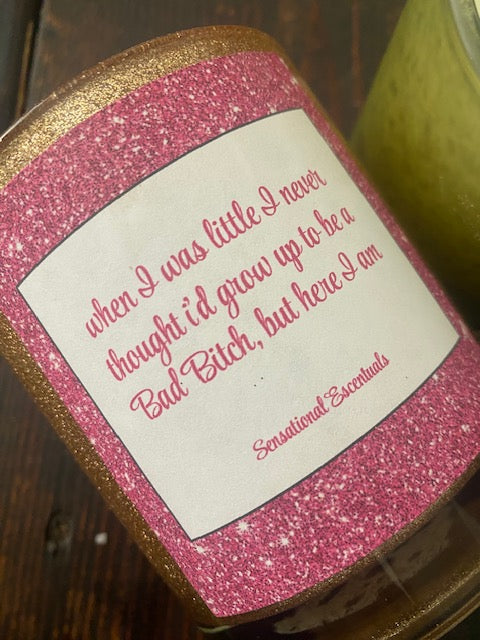 when I was little I never
thought i'd grow up to be a
Bad Bitch, but here I am
Sensational Escentuals